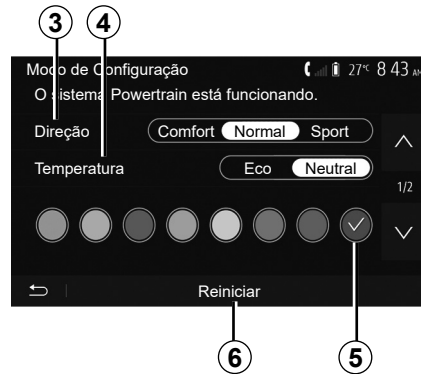 3 4
Modo de Configuração 27°C 8 43 AM
O sistema Powertrain está funcionando.
Direção Comfort Normal Sport
Temperatura Eco Neutral
1/2
Reiniciar
6 5